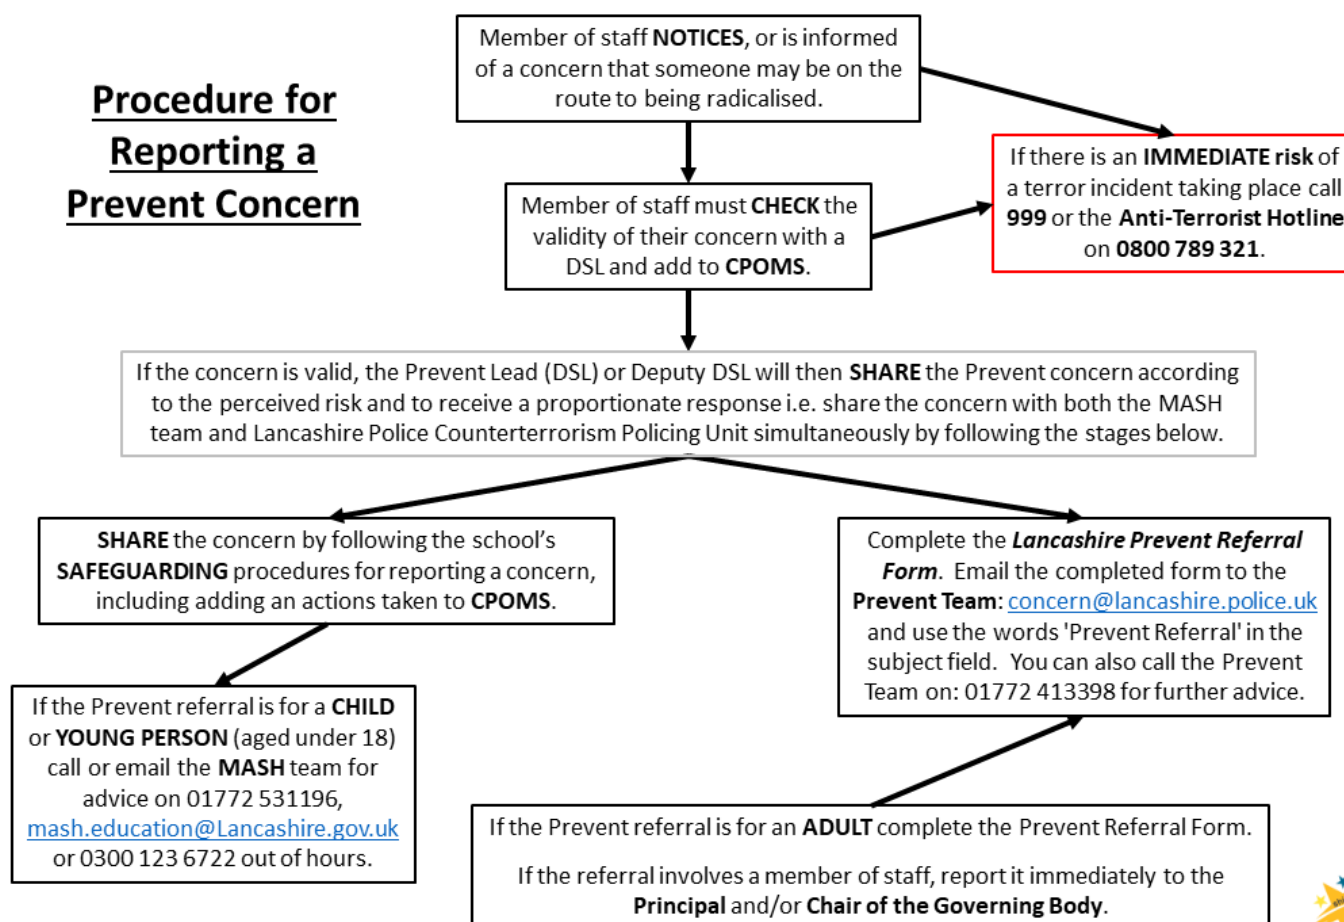 Procedure for
Reporting a
Prevent Concern
Member of staff NOTICES, or is informed
of a concern that someone may be on the
route to being radicalised.
If there is an IMMEDIATE risk of
a terror incident taking place call
999 or the Anti-Terrorist Hotline
on 0800 789 321.
Member of staff must CHECK the
validity of their concern with a
DSL and add to CPOMS.
If the concern is valid, the Prevent Lead (DSL) or Deputy DSL will then SHARE the Prevent concern according
to the perceived risk and to receive a proportionate response i.e. share the concern with both the MASH
team and Lancashire Police Counterterrorism Policing Unit simultaneously by following the stages below.
SHARE the concern by following the school's
SAFEGUARDING procedures for reporting a concern,
including adding an actions taken to CPOMS.
Complete the Lancashire Prevent Referral
Form. Email the completed form to the
Prevent Team: concern@lancashire.police.uk
and use the words 'Prevent Referral' in the
subject field. You can also call the Prevent
Team on: 01772 413398 for further advice.
If the Prevent referral is for a CHILD
or YOUNG PERSON (aged under 18)
call or email the MASH team for
advice on 01772 531196,
mash.education@Lancashire.gov.uk
or 0300 123 6722 out of hours.
If the Prevent referral is for an ADULT complete the Prevent Referral Form.
If the referral involves a member of staff, report it immediately to the
Principal and/or Chair of the Governing Body.